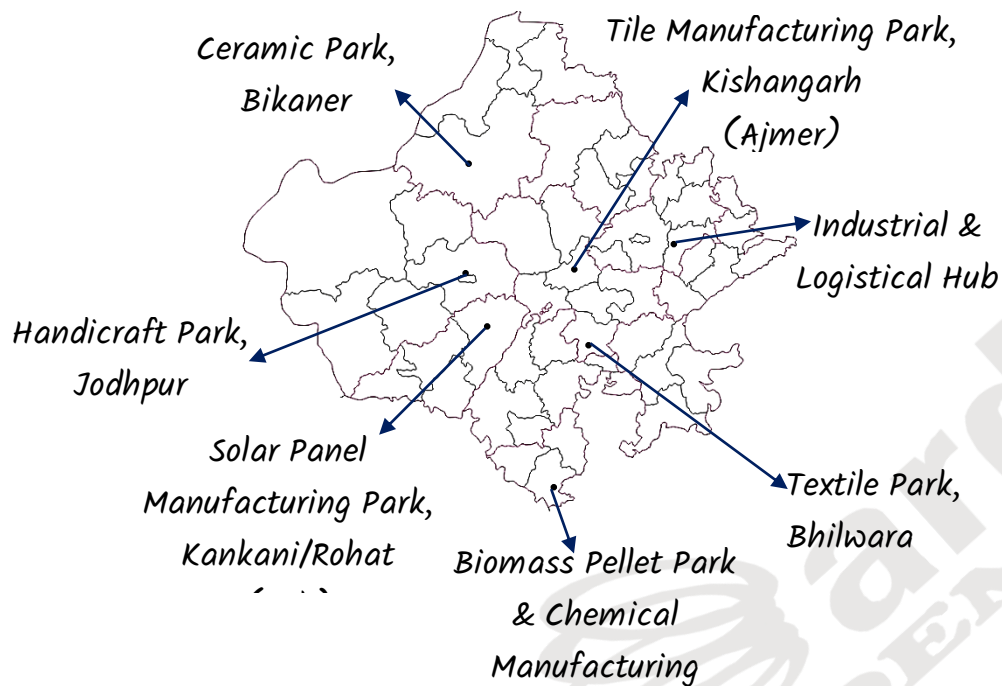 Ceramic Park,
Bikaner
Tile Manufacturing Park,
Kishangarh
(Ajmer)
Industrial &
Logistical Hub
Handicraft Park,
Jodhpur
Solar Panel
Manufacturing Park,
Kankani/Rohat
Textile Park,
Bhilwara
Biomass Pellet Park
& Chemical
Manufacturing